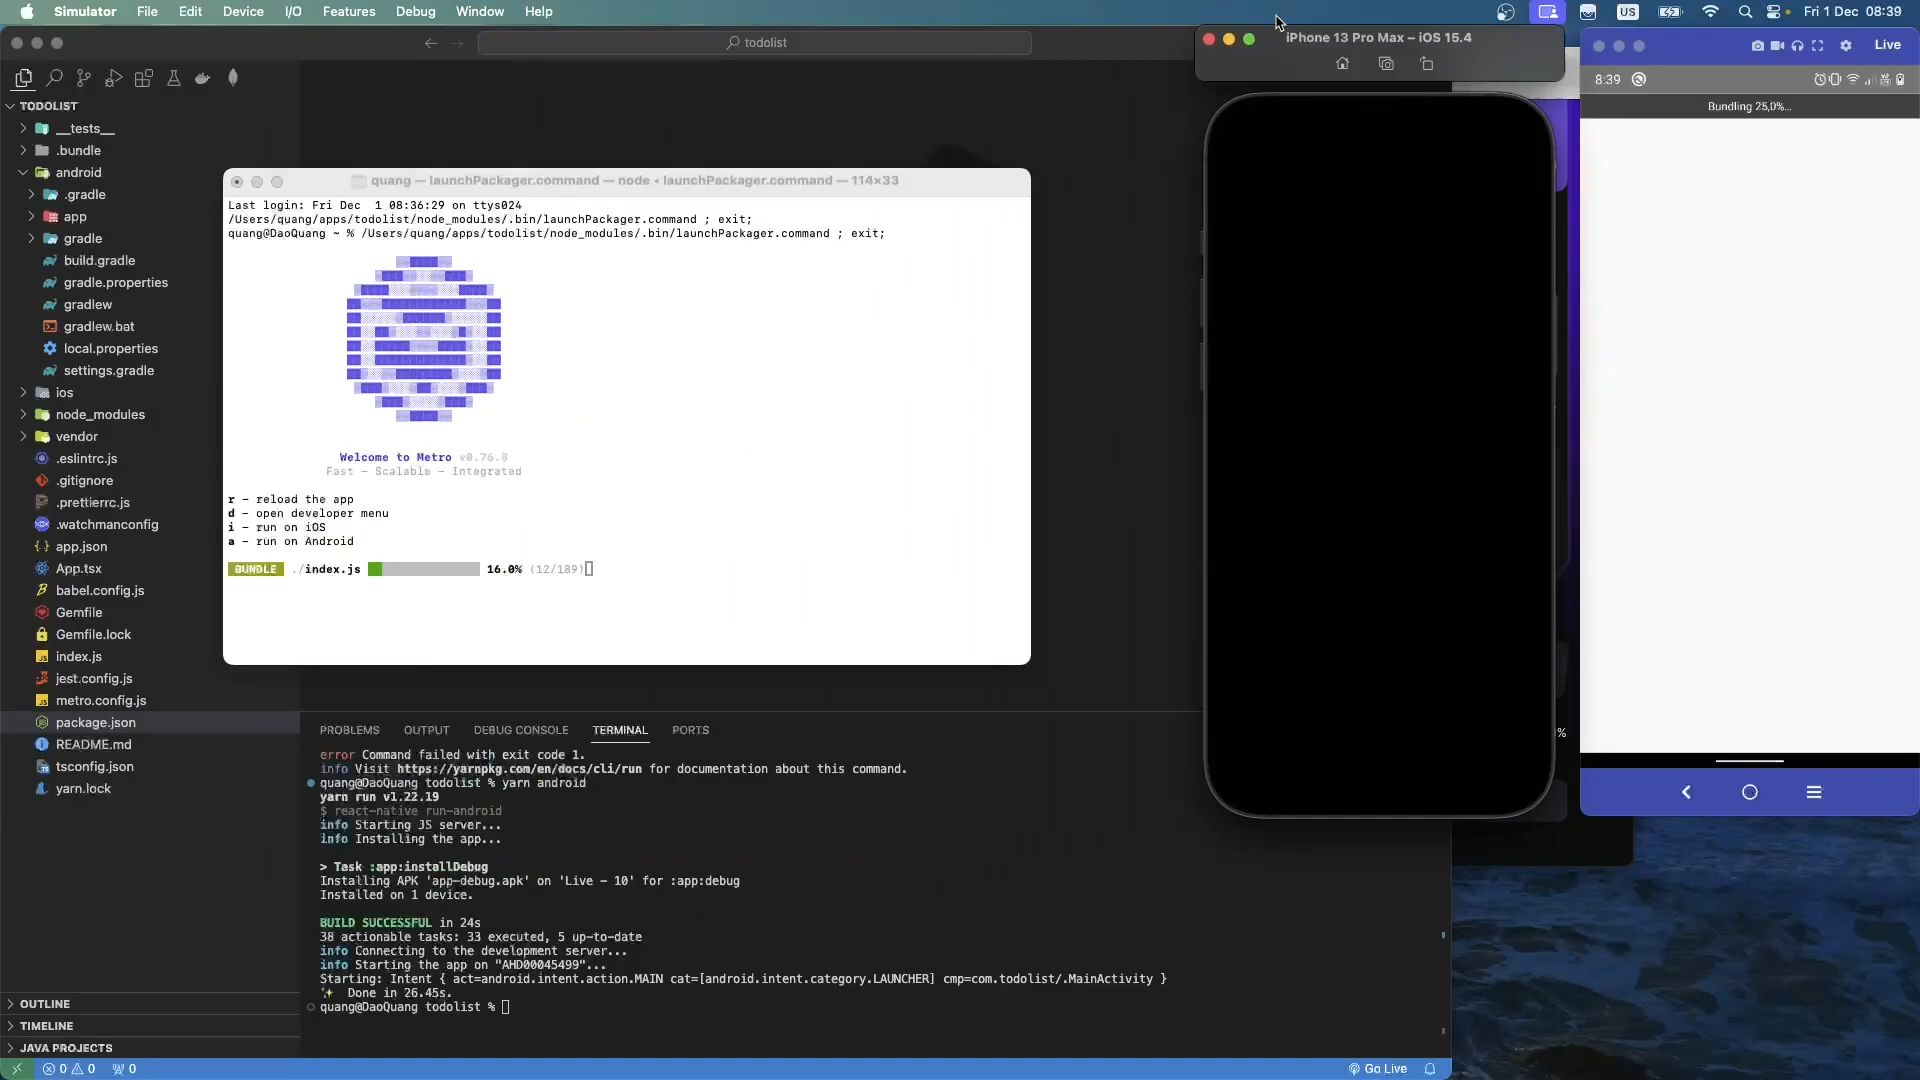 Simulator File Edit Device I/O Features Debug Window Help
US Fri 1 Dec 08:39
todolist
iPhone 13 Pro Max – iOS 15.4
Live
8:39
Bundling 25,0%...
TODOLIST
__tests__
.bundle
android
.gradle
app
gradle
build.gradle
gradle.properties
gradlew
gradlew.bat
local.properties
settings.gradle
ios
node_modules
vendor
.eslintrc.js
.gitignore
.prettierrc.js
.watchmanconfig
app.json
App.tsx
babel.config.js
Gemfile
Gemfile.lock
index.js
jest.config.js
metro.config.js
package.json
README.md
tsconfig.json
yarn.lock
OUTLINE
TIMELINE
JAVA PROJECTS
quang — launchPackager.command — node • launchPackager.command — 114×33
Last login: Fri Dec  1 08:36:29 on ttys024
/Users/quang/apps/todolist/node_modules/.bin/launchPackager.command ; exit;
quang@DaoQuang ~ % /Users/quang/apps/todolist/node_modules/.bin/launchPackager.command ; exit;
Welcome to Metro v0.76.8
Fast - Scalable - Integrated
r - reload the app
d - open developer menu
i - run on iOS
a - run on Android
BUNDLE ./index.js 16.0% (12/189)
PROBLEMS OUTPUT DEBUG CONSOLE TERMINAL PORTS
error Command failed with exit code 1.
info Visit https://yarnpkg.com/en/docs/cli/run for documentation about this command.
quang@DaoQuang todolist % yarn android
yarn run v1.22.19
$ react-native run-android
info Starting JS server...
info Installing the app...
> Task :app:installDebug
Installing APK 'app-debug.apk' on 'Live - 10' for :app:debug
Installed on 1 device.
BUILD SUCCESSFUL in 24s
38 actionable tasks: 33 executed, 5 up-to-date
info Connecting to the development server...
info Starting the app on "AHD00045499"...
Starting: Intent { act=android.intent.action.MAIN cat=[android.intent.category.LAUNCHER] cmp=com.todolist/.MainActivity }
✨ Done in 26.45s.
quang@DaoQuang todolist %
%
0 0 0 Go Live